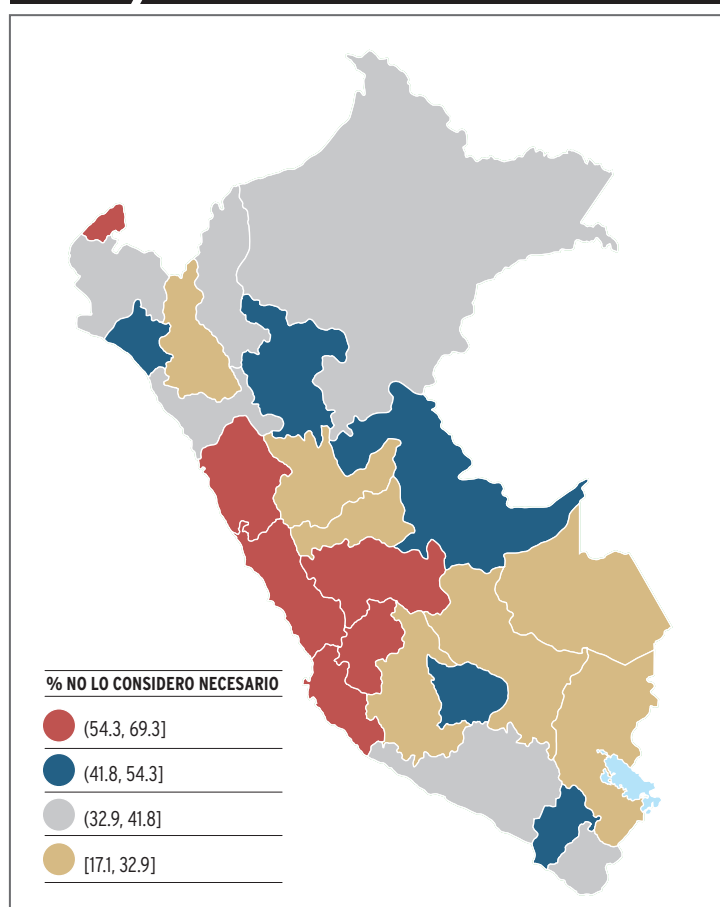 % NO LO CONSIDERO NECESARIO
(54.3, 69.3]
(41.8, 54.3]
(32.9, 41.8]
[17.1, 32.9]